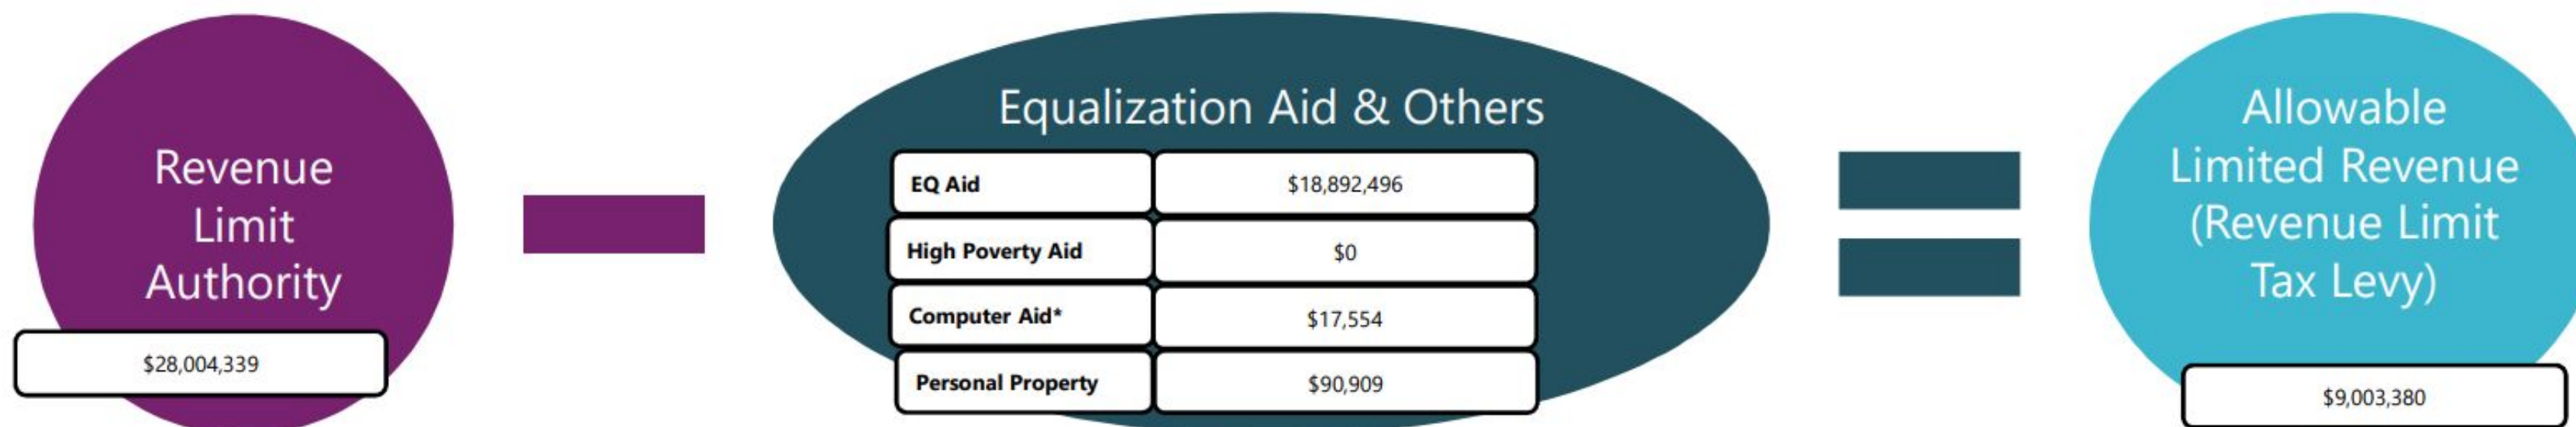 Revenue
Limit
Authority
$28,004,339
Equalization Aid & Others
EQ Aid $18,892,496
High Poverty Aid $0
Computer Aid* $17,554
Personal Property $90,909
Allowable
Limited Revenue
(Revenue Limit
Tax Levy)
$9,003,380